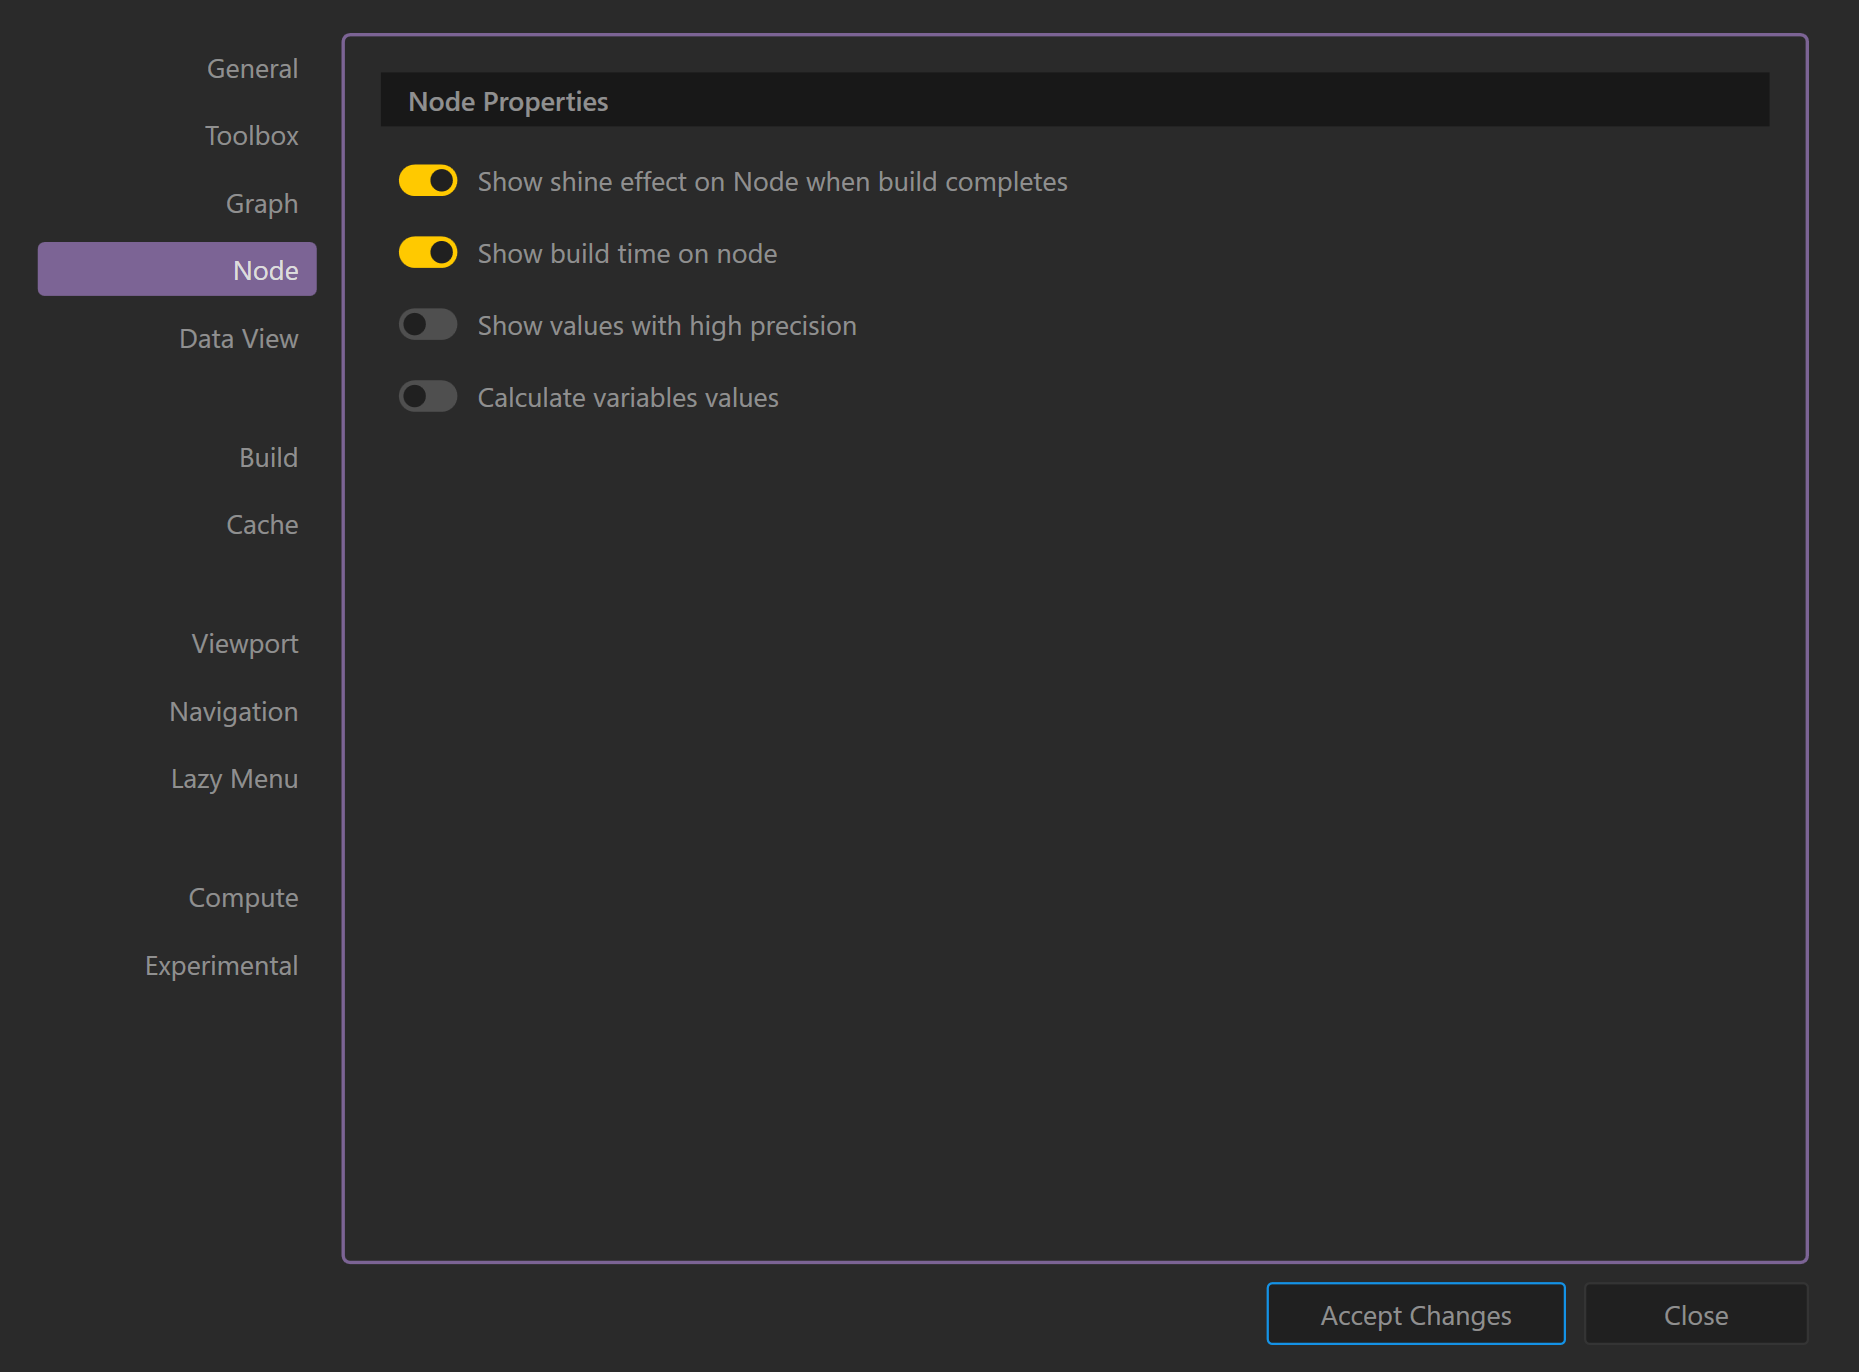 General
Toolbox
Graph
Node
Data View
Build
Cache
Viewport
Navigation
Lazy Menu
Compute
Experimental
Node Properties
Show shine effect on Node when build completes
Show build time on node
Show values with high precision
Calculate variables values
Accept Changes
Close